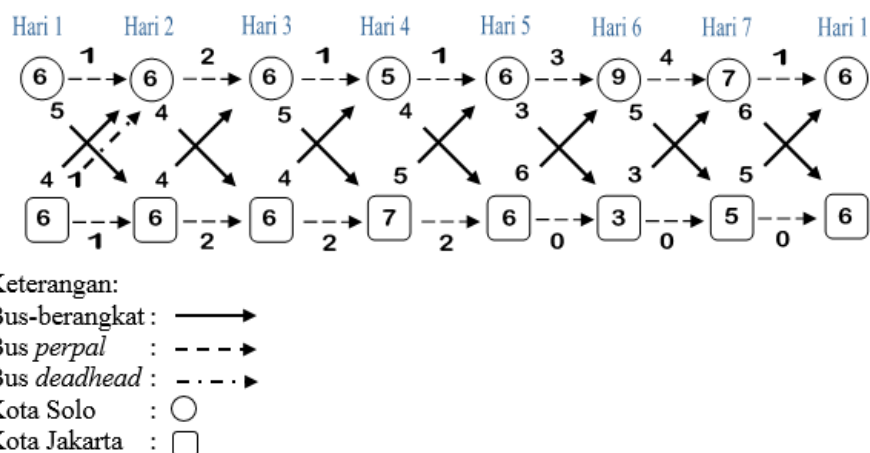 Hari 1 Hari 2 Hari 3 Hari 4 Hari 5 Hari 6 Hari 7 Hari 1
1 2 1 1 3 4 1
6 6 6 5 6 9 7 6
5 4 5 4 3 5 6
4 1 4 4 5 6 3 5
6 6 6 7 6 3 5 6
1 2 2 2 0 0 0
Keterangan:
Bus-berangkat :
Bus perpal :
Bus deadhead :
Kota Solo :
Kota Jakarta :